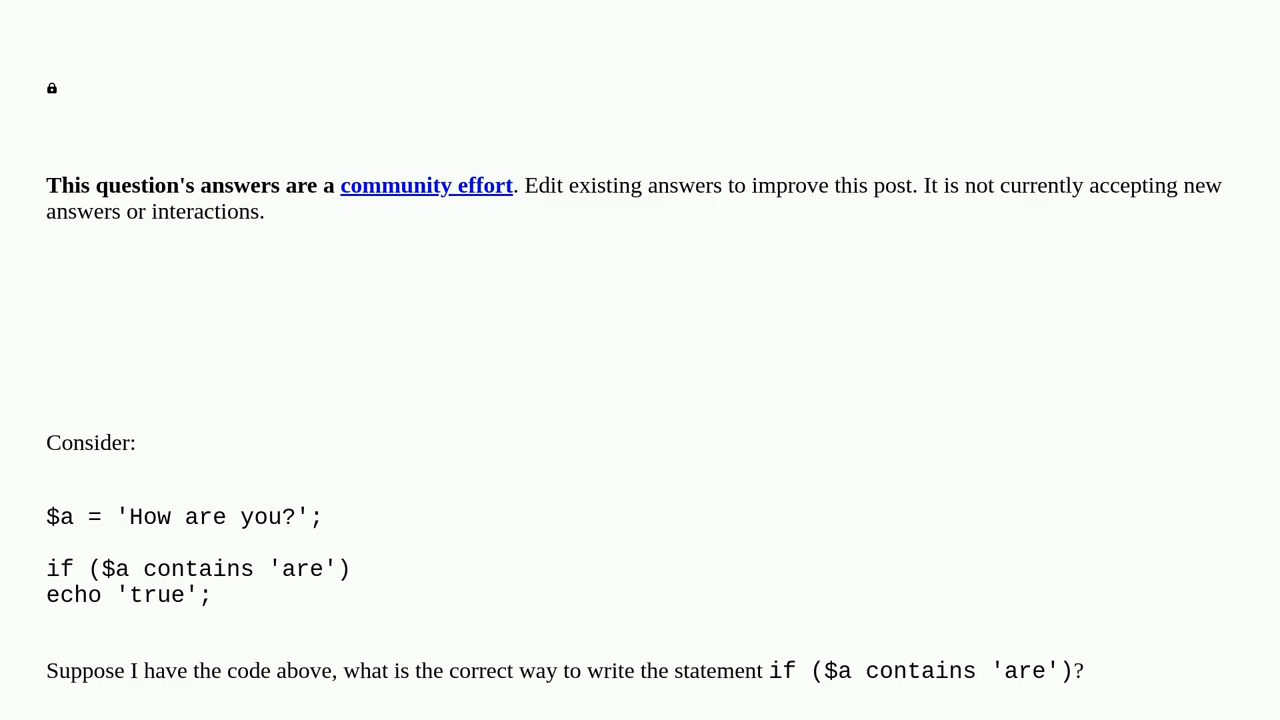 This question's answers are a community effort. Edit existing answers to improve this post. It is not currently accepting new
answers or interactions.
Consider:
$a = 'How are you?';
if ($a contains 'are')
echo 'true';
Suppose I have the code above, what is the correct way to write the statement if ($a contains 'are')?